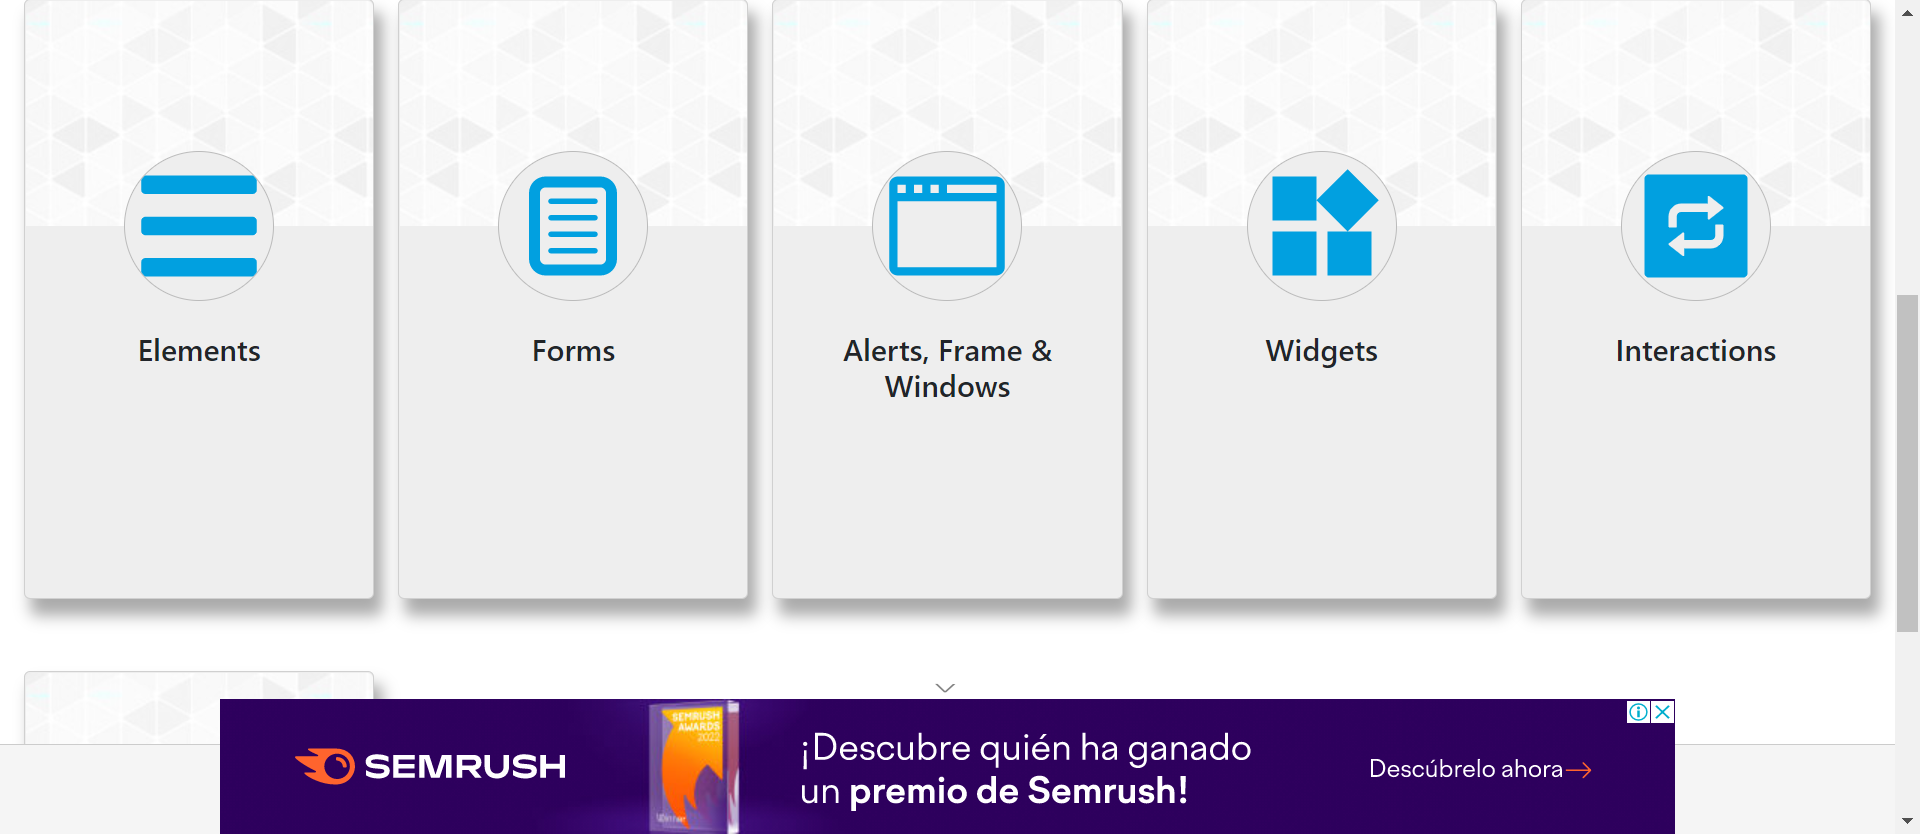 Elements
Forms
Alerts, Frame &
Windows
Widgets
Interactions
SEMRUSH
SEMRUSH
AWARDS
2022
Winner
¡Descubre quién ha ganado
un premio de Semrush!
Descúbrelo ahora